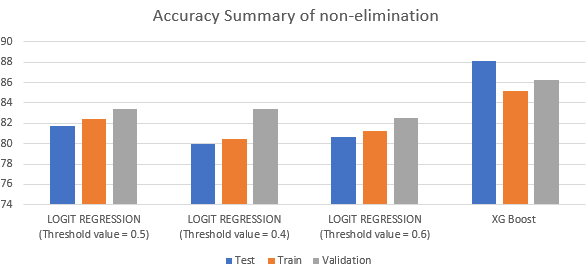 Accuracy Summary of non-elimination
90
88
86
84
82
80
78
76
74
LOGIT REGRESSION
(Threshold value = 0.5)
LOGIT REGRESSION
(Threshold value = 0.4)
LOGIT REGRESSION
(Threshold value = 0.6)
XG Boost
Test Train Validation